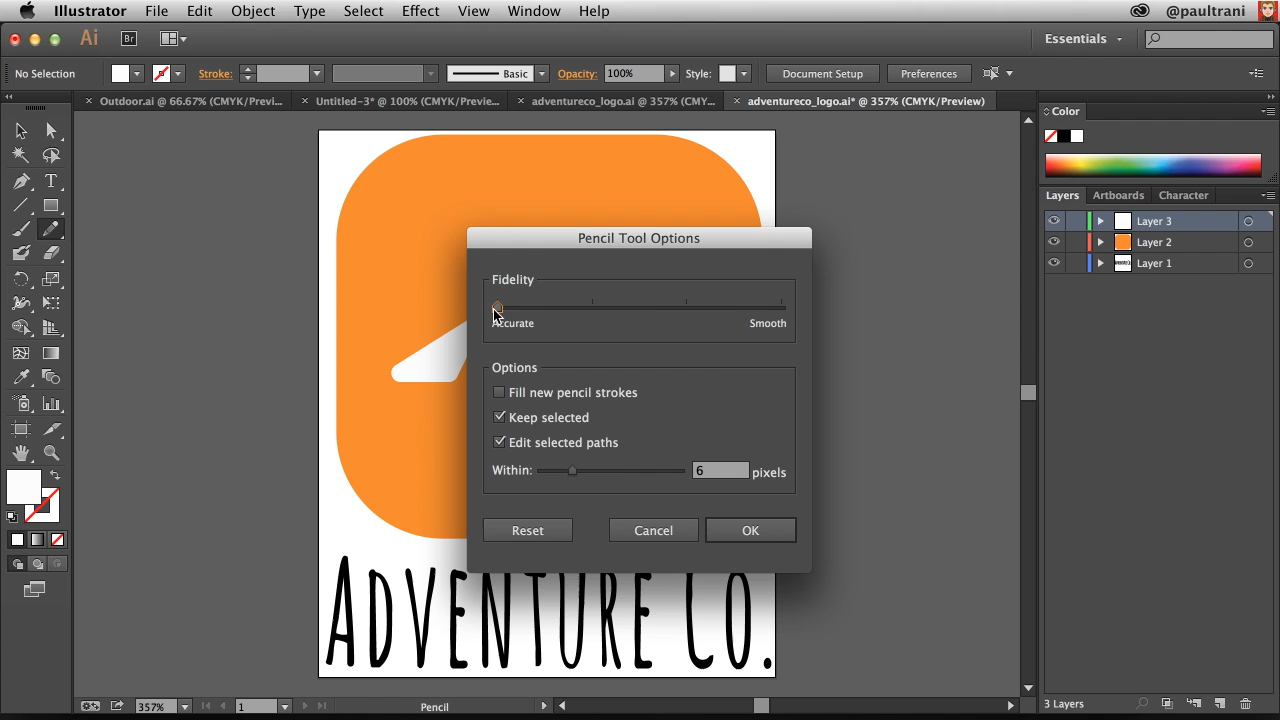 Illustrator File Edit Object Type Select Effect View Window Help @paultrani
Ai Br Essentials
No Selection Stroke: Basic Opacity: 100% Style: Document Setup Preferences
Outdoor.ai @ 66.67% (CMYK/Previ... Untitled-3* @ 100% (CMYK/Previe... adventureco_logo.ai @ 357% (CMY... adventureco_logo.ai* @ 357% (CMYK/Preview)
Color
Layers Artboards Character
Layer 3
Layer 2
Layer 1
Pencil Tool Options
Fidelity
Accurate Smooth
Options
Fill new pencil strokes
Keep selected
Edit selected paths
Within: 6 pixels
Reset Cancel OK
ADVENTURE CO.
357% 1 Pencil
3 Layers